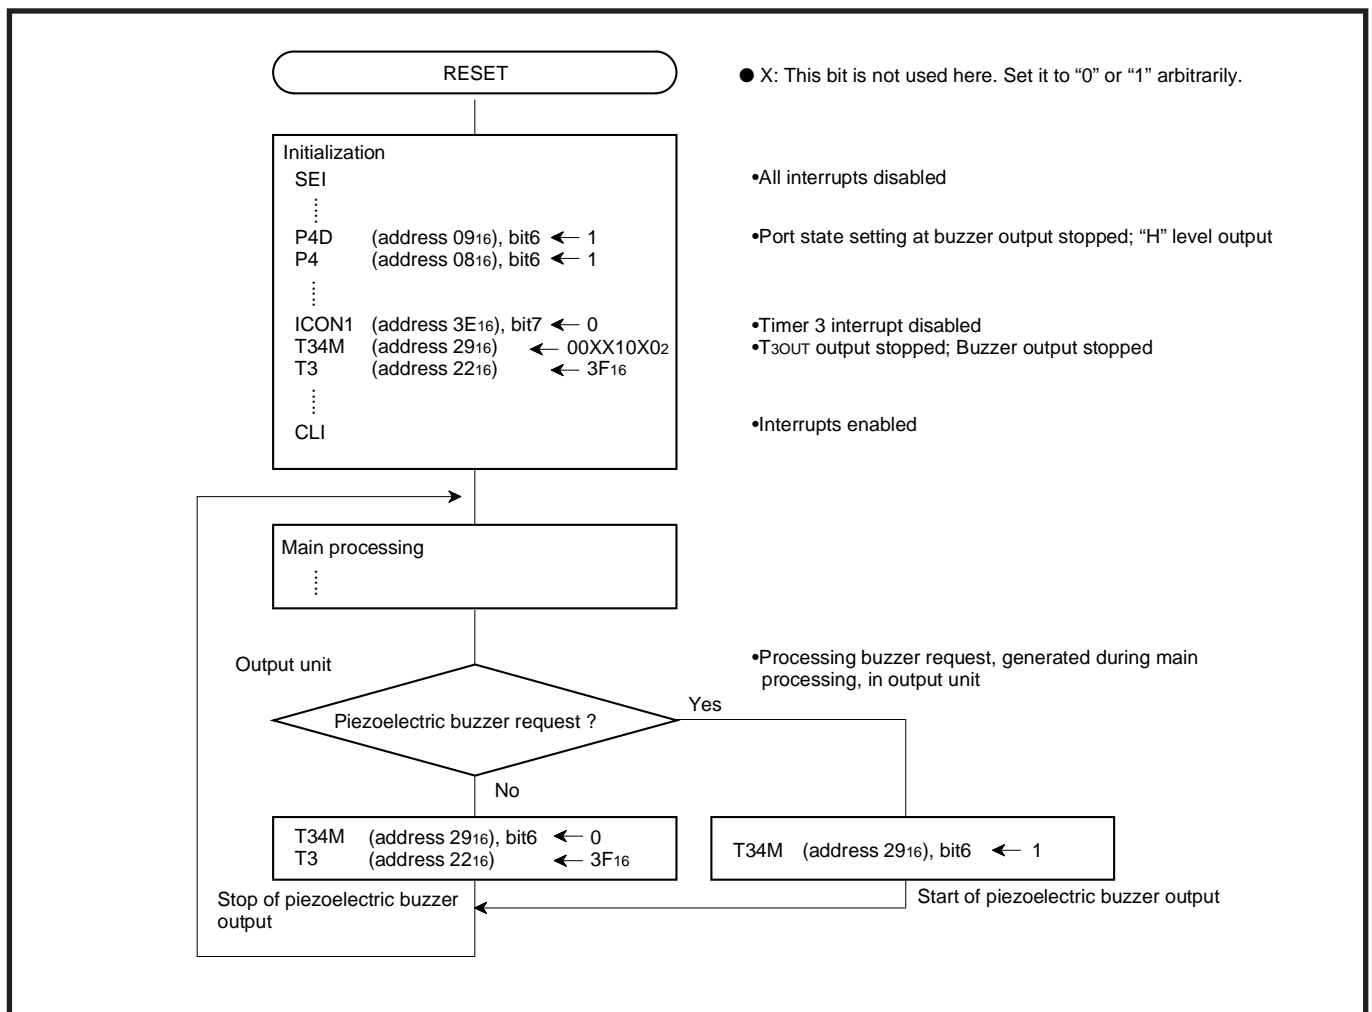 RESET
● X: This bit is not used here. Set it to “0” or “1” arbitrarily.
Initialization
SEI
•All interrupts disabled
P4D (address 0916), bit6 ← 1
•Port state setting at buzzer output stopped; “H” level output
P4 (address 0816), bit6 ← 1
ICON1 (address 3E16), bit7 ← 0
•Timer 3 interrupt disabled
T34M (address 2916) ← 00XX10X02
•T3OUT output stopped; Buzzer output stopped
T3 (address 2216) ← 3F16
CLI
•Interrupts enabled
Main processing
Output unit
•Processing buzzer request, generated during main
processing, in output unit
Piezoelectric buzzer request ?
Yes
No
T34M (address 2916), bit6 ← 0
T3 (address 2216) ← 3F16
T34M (address 2916), bit6 ← 1
Stop of piezoelectric buzzer
output
Start of piezoelectric buzzer output